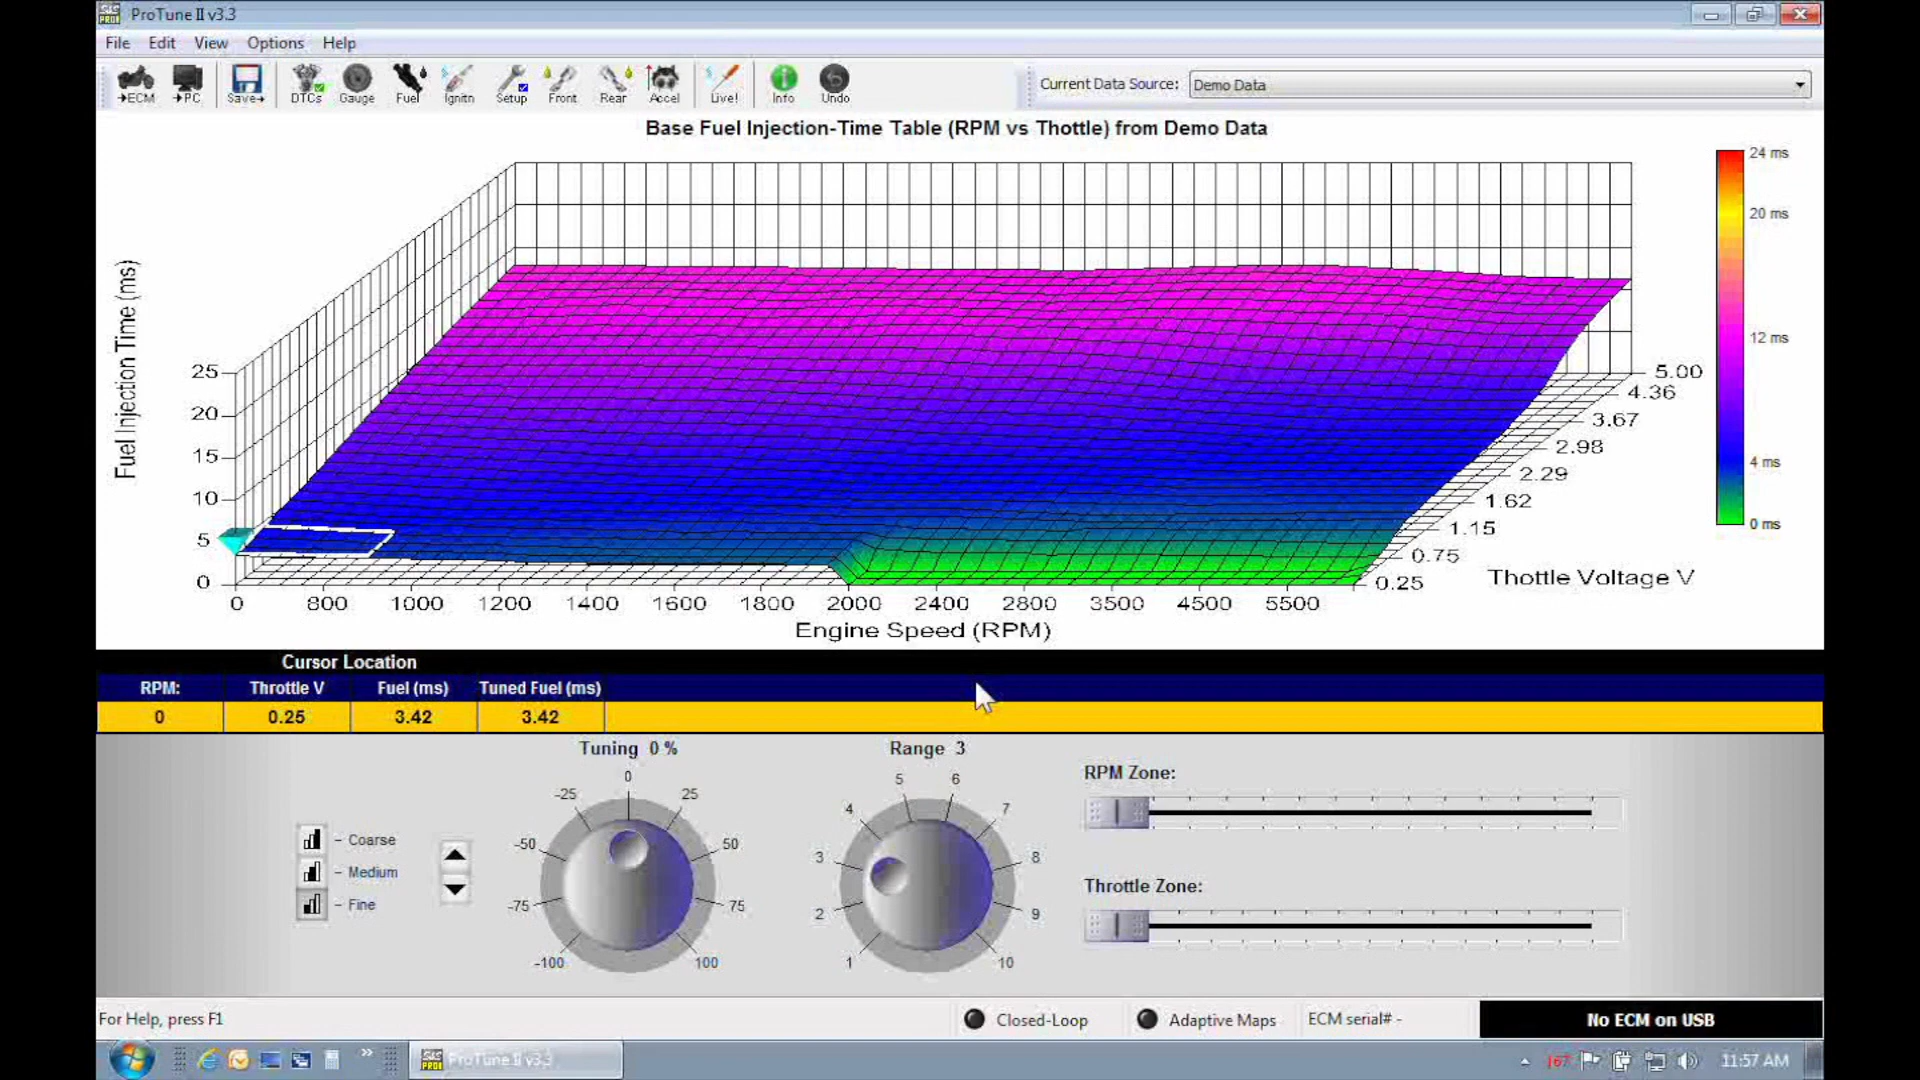 ProTune II v3.3
File Edit View Options Help
→ECM →PC Save→ DTCs Gauge Fuel Ignitn Setup Front Rear Accel Live! Info Undo
Current Data Source: Demo Data
Base Fuel Injection-Time Table (RPM vs Thottle) from Demo Data
24 ms
20 ms
12 ms
4 ms
0 ms
Fuel Injection Time (ms)
25
20
15
10
5
0
5.00
4.36
3.67
2.98
2.29
1.62
1.15
0.75
0.25
Thottle Voltage V
0 800 1000 1200 1400 1600 1800 2000 2400 2800 3500 4500 5500
Engine Speed (RPM)
Cursor Location
RPM: Throttle V Fuel (ms) Tuned Fuel (ms)
0 0.25 3.42 3.42
Tuning 0 %
0
-25 25
-50 50
-75 75
-100 100
Range 3
5 6
4 7
3 8
2 9
1 10
RPM Zone:
Throttle Zone:
- Coarse
- Medium
- Fine
For Help, press F1
Closed-Loop Adaptive Maps ECM serial# - No ECM on USB
ProTune II v3.3
167
11:57 AM